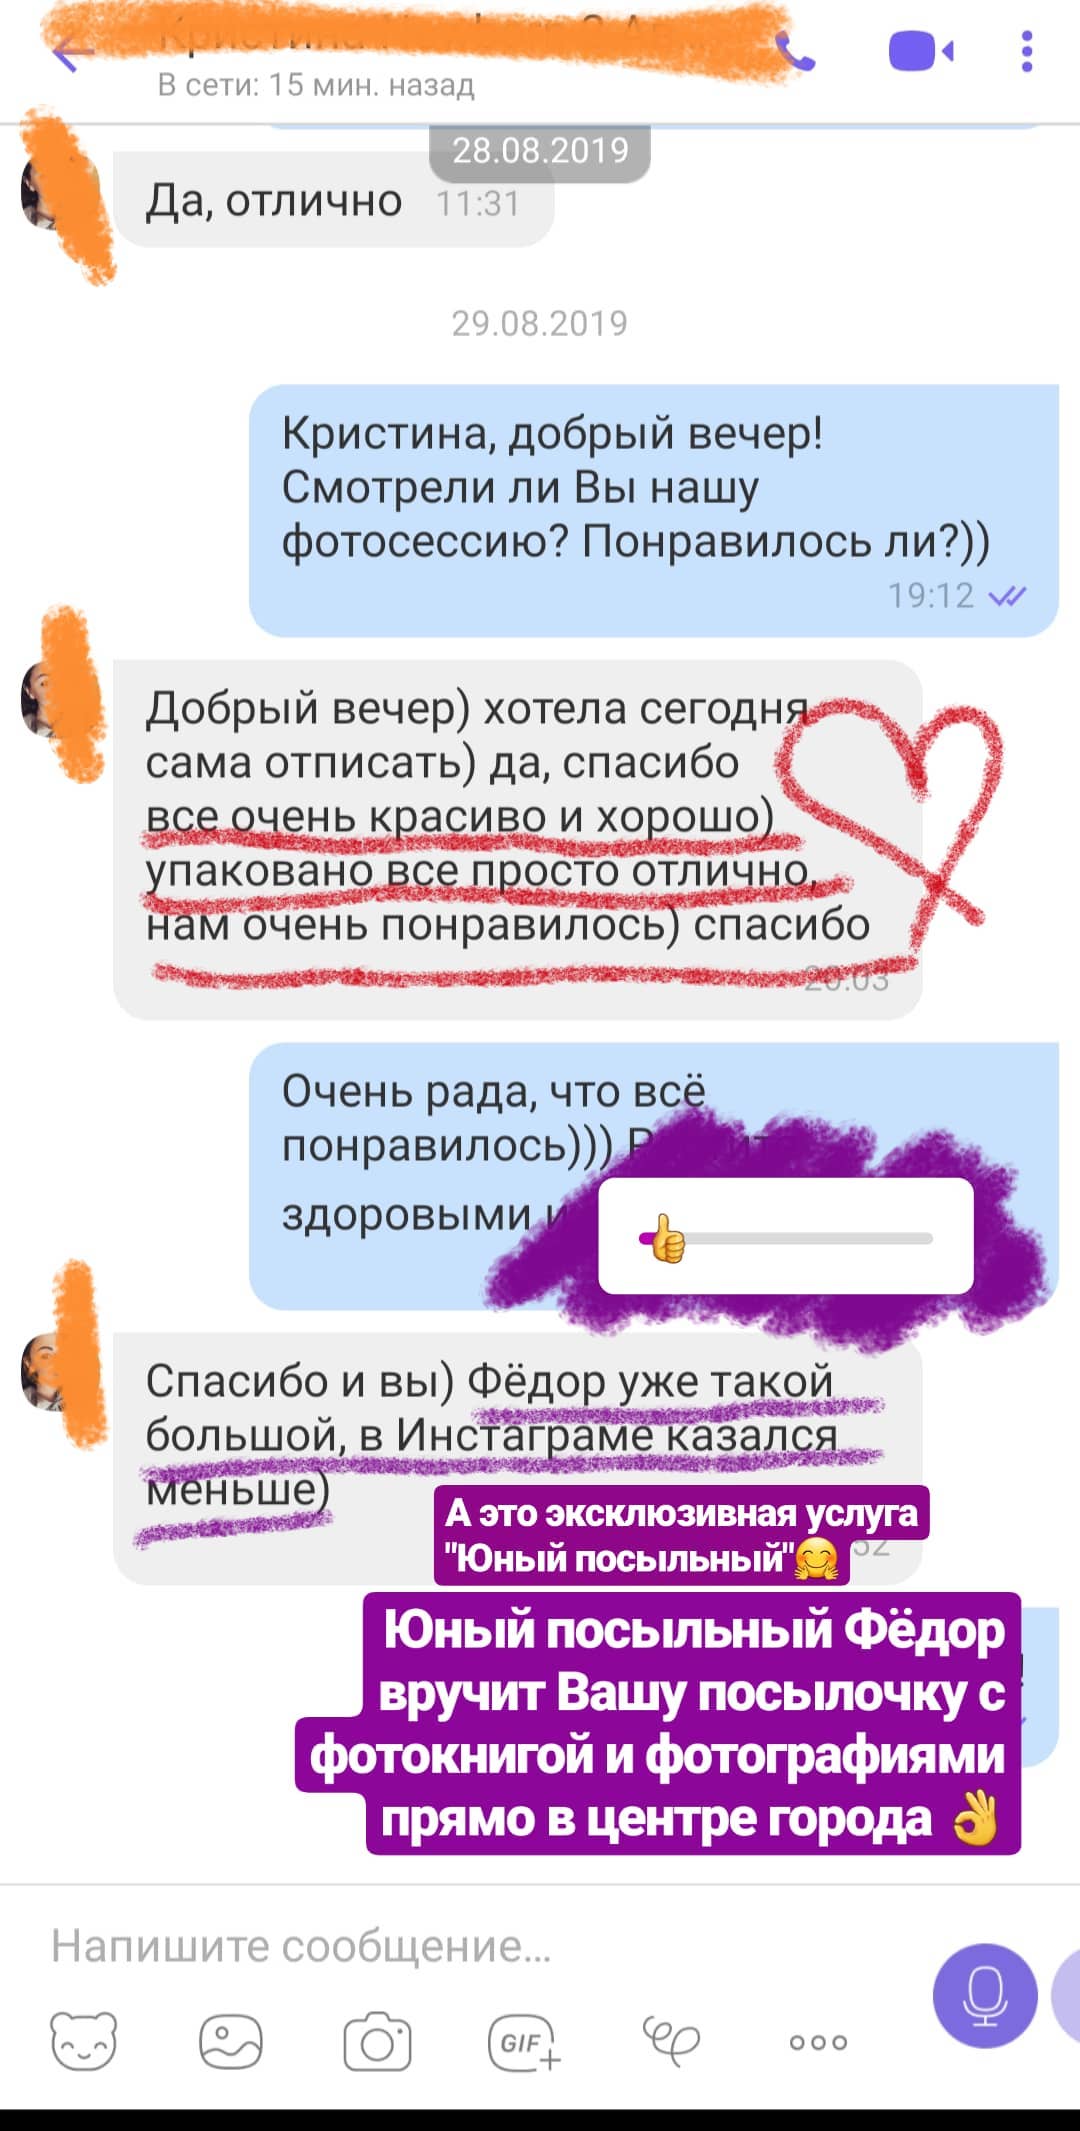 В сети: 15 мин. назад
28.08.2019
Да, отлично 11:31
29.08.2019
Кристина, добрый вечер!
Смотрели ли Вы нашу
фотосессию? Понравилось ли?))
19:12
Добрый вечер) хотела сегодня
сама отписать) да, спасибо
все очень красиво и хорошо)
упаковано все просто отлично,
нам очень понравилось) спасибо
20:03
Очень рада, что всё
понравилось)))
здоровыми и
Спасибо и вы) Фёдор уже такой
большой, в Инстаграме казался
меньше)
А это эксклюзивная услуга
"Юный посыльный"🤗
Юный посыльный Фёдор
вручит Вашу посылочку с
фотокнигой и фотографиями
прямо в центре города 👌
Напишите сообщение...
GIF